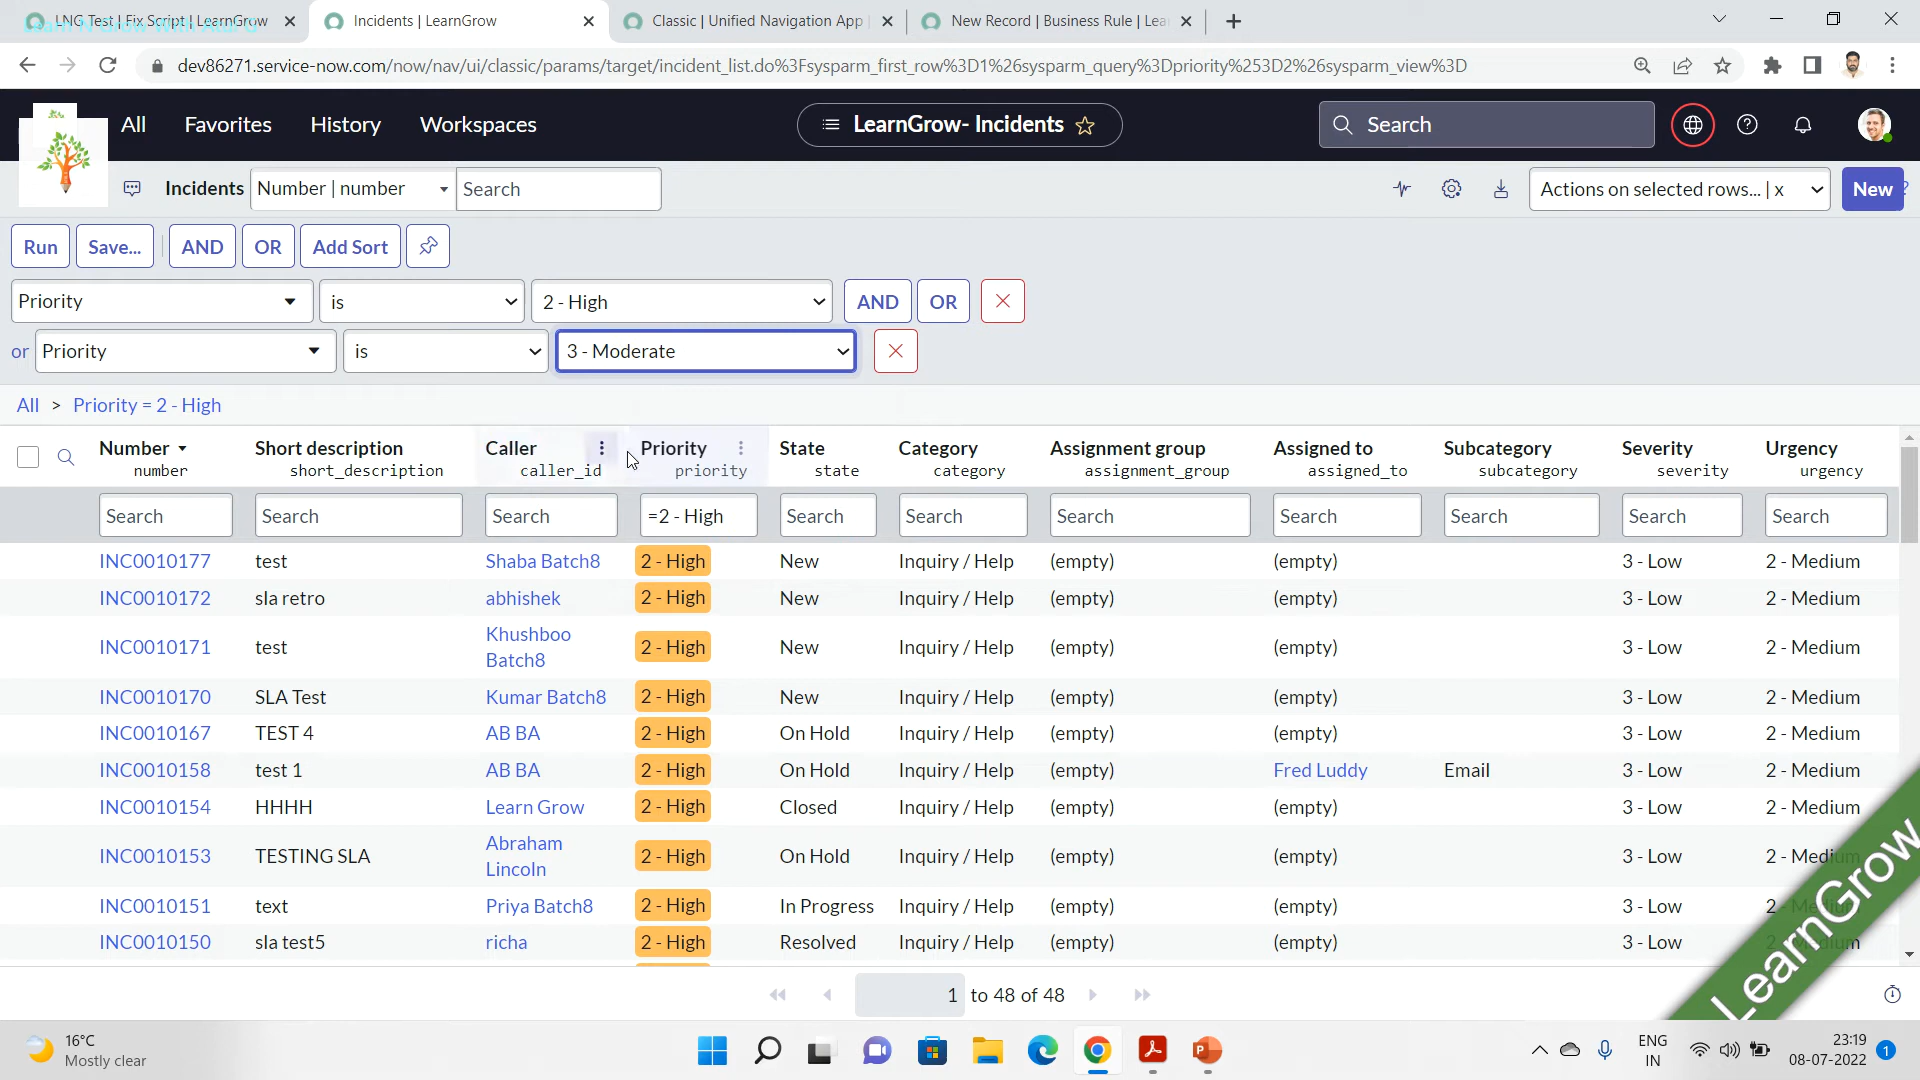 LNG Test | Fix Script | LearnGrow
Incidents | LearnGrow
Classic | Unified Navigation App
New Record | Business Rule | Lea
Learn N Grow With Atul G
dev86271.service-now.com/now/nav/ui/classic/params/target/incident_list.do%3Fsysparm_first_row%3D1%26sysparm_query%3Dpriority%253D2%26sysparm_view%3D
All Favorites History Workspaces LearnGrow- Incidents Search
Incidents Number | number Search Actions on selected rows... | x New
Run Save... AND OR Add Sort
Priority is 2 - High AND OR
or Priority is 3 - Moderate
All > Priority = 2 - High
Number Short description Caller Priority State Category Assignment group Assigned to Subcategory Severity Urgency
number short_description caller_id priority state category assignment_group assigned_to subcategory severity urgency
Search Search Search =2 - High Search Search Search Search Search Search Search
INC0010177 test Shaba Batch8 2 - High New Inquiry / Help (empty) (empty) 3 - Low 2 - Medium
INC0010172 sla retro abhishek 2 - High New Inquiry / Help (empty) (empty) 3 - Low 2 - Medium
INC0010171 test Khushboo Batch8 2 - High New Inquiry / Help (empty) (empty) 3 - Low 2 - Medium
INC0010170 SLA Test Kumar Batch8 2 - High New Inquiry / Help (empty) (empty) 3 - Low 2 - Medium
INC0010167 TEST 4 AB BA 2 - High On Hold Inquiry / Help (empty) (empty) 3 - Low 2 - Medium
INC0010158 test 1 AB BA 2 - High On Hold Inquiry / Help (empty) Fred Luddy Email 3 - Low 2 - Medium
INC0010154 HHHH Learn Grow 2 - High Closed Inquiry / Help (empty) (empty) 3 - Low 2 - Medium
INC0010153 TESTING SLA Abraham Lincoln 2 - High On Hold Inquiry / Help (empty) (empty) 3 - Low 2 - Medium
INC0010151 text Priya Batch8 2 - High In Progress Inquiry / Help (empty) (empty) 3 - Low 2 - Medium
INC0010150 sla test5 richa 2 - High Resolved Inquiry / Help (empty) (empty) 3 - Low 2 - Medium
LearnGrow
1 to 48 of 48
16°C
Mostly clear
ENG
IN
23:19
08-07-2022
1